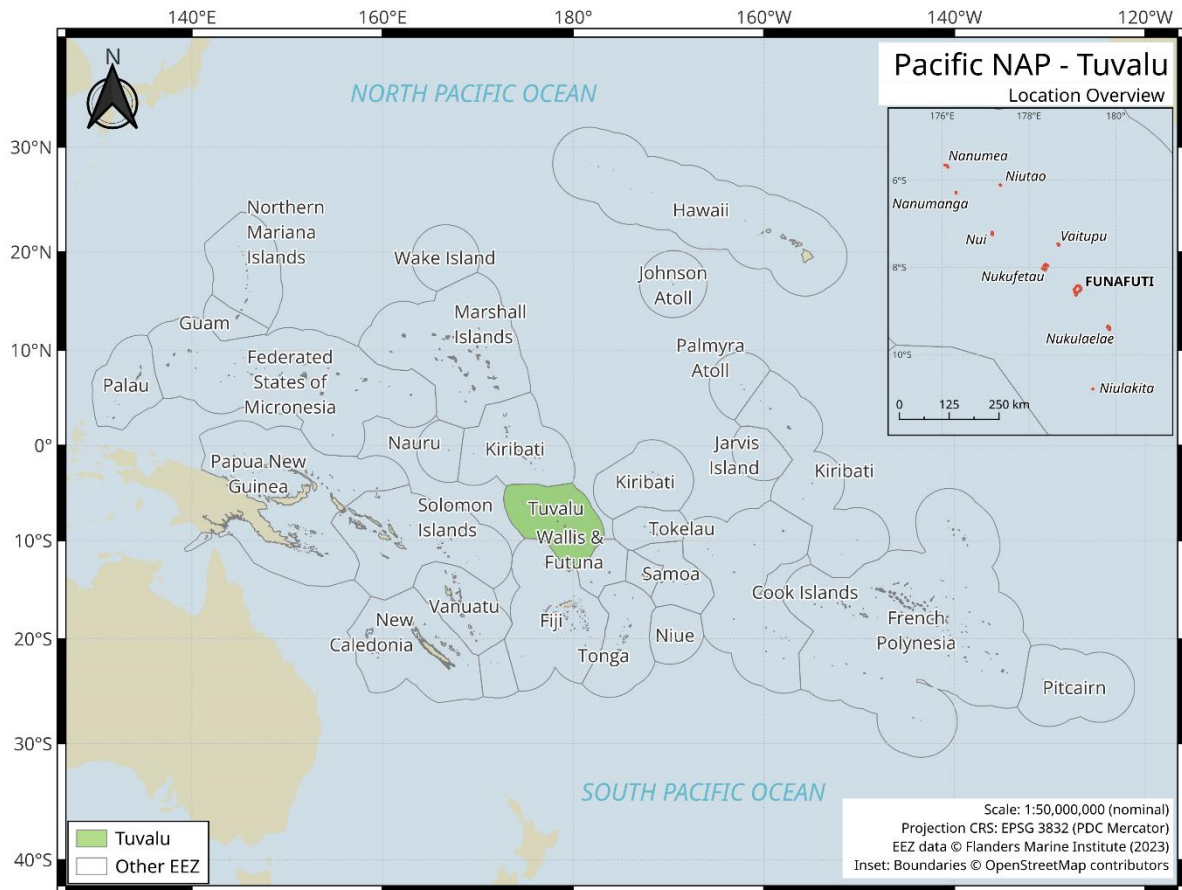 140°E 160°E 180° 160°W 140°W 120°W
N
Pacific NAP - Tuvalu
Location Overview
NORTH PACIFIC OCEAN
176°E 178°E 180°
Nanumea
6°S
Niutao
Nanumanga
Nui
Vaitupu
8°S
Nukufetau
FUNAFUTI
Nukulaelae
10°S
Niulakita
0 125 250 km
30°N
20°N
10°N
0°
10°S
20°S
30°S
40°S
Northern
Mariana
Islands
Guam
Wake Island
Hawaii
Johnson
Atoll
Marshall
Islands
Palau
Federated
States of
Micronesia
Palmyra
Atoll
Nauru
Kiribati
Jarvis
Island
Kiribati
Kiribati
Papua New
Guinea
Solomon
Islands
Tuvalu
Wallis &
Futuna
Tokelau
Samoa
Cook Islands
Vanuatu
New
Caledonia
Fiji
Tonga
Niue
French
Polynesia
Pitcairn
SOUTH PACIFIC OCEAN
Tuvalu
Other EEZ
Scale: 1:50,000,000 (nominal)
Projection CRS: EPSG 3832 (PDC Mercator)
EEZ data © Flanders Marine Institute (2023)
Inset: Boundaries © OpenStreetMap contributors